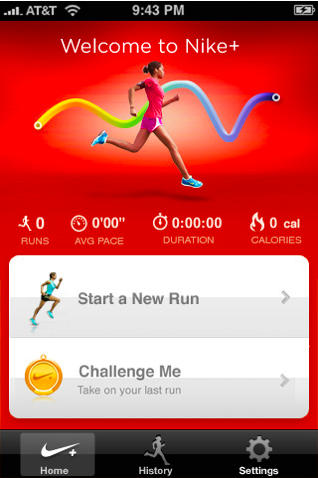 AT&T 9:43 PM
Welcome to Nike+
0 0'00" 0:00:00 0 cal
RUNS AVG PACE DURATION CALORIES
Start a New Run
Challenge Me
Take on your last run
Home History Settings